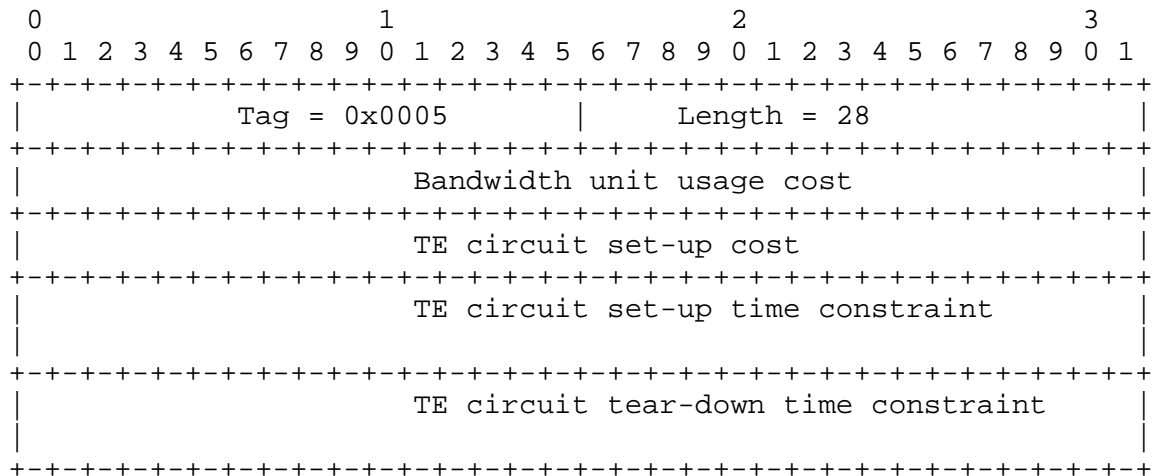 0                   1                   2                   3
0 1 2 3 4 5 6 7 8 9 0 1 2 3 4 5 6 7 8 9 0 1 2 3 4 5 6 7 8 9 0 1
+-+-+-+-+-+-+-+-+-+-+-+-+-+-+-+-+-+-+-+-+-+-+-+-+-+-+-+-+-+-+-+-+
|            Tag = 0x0005       |     Length = 28               |
+-+-+-+-+-+-+-+-+-+-+-+-+-+-+-+-+-+-+-+-+-+-+-+-+-+-+-+-+-+-+-+-+
|                      Bandwidth unit usage cost                |
+-+-+-+-+-+-+-+-+-+-+-+-+-+-+-+-+-+-+-+-+-+-+-+-+-+-+-+-+-+-+-+-+
|                      TE circuit set-up cost                   |
+-+-+-+-+-+-+-+-+-+-+-+-+-+-+-+-+-+-+-+-+-+-+-+-+-+-+-+-+-+-+-+-+
|                      TE circuit set-up time constraint        |
|                                                               |
+-+-+-+-+-+-+-+-+-+-+-+-+-+-+-+-+-+-+-+-+-+-+-+-+-+-+-+-+-+-+-+-+
|                      TE circuit tear-down time constraint     |
|                                                               |
+-+-+-+-+-+-+-+-+-+-+-+-+-+-+-+-+-+-+-+-+-+-+-+-+-+-+-+-+-+-+-+-+